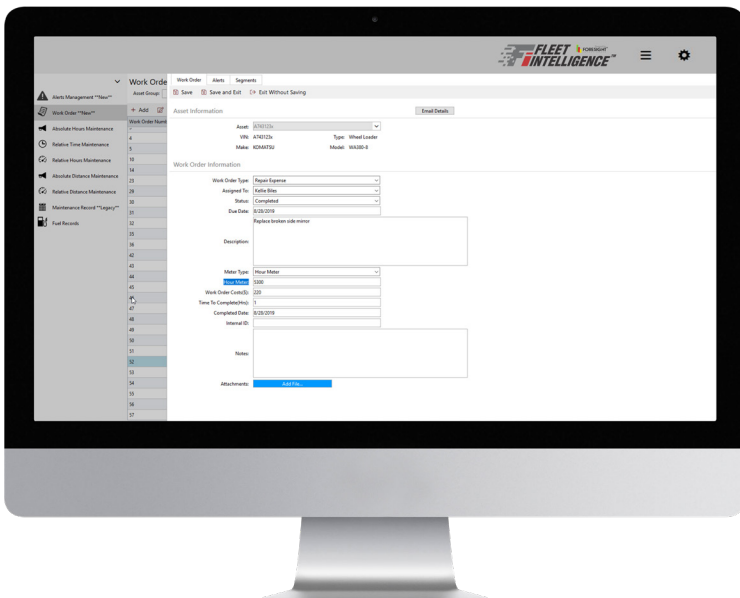 FLEET FORESIGHT
INTELLIGENCE™
Alerts Management **New**
Work Order **New**
Absolute Hours Maintenance
Relative Time Maintenance
Relative Hours Maintenance
Absolute Distance Maintenance
Relative Distance Maintenance
Maintenance Record **Legacy**
Fuel Records
Work Orde
Asset Group:
+ Add
Work Order Numb
4
5
10
14
25
28
30
31
32
35
36
42
43
44
45
46
47
48
49
50
51
52
53
54
55
56
57
Work Order Alerts Segments
Save Save and Exit Exit Without Saving
Asset Information Email Details
Asset: A743123x
VIN: A743123x Type: Wheel Loader
Make: KOMATSU Model: WA380-8
Work Order Information
Work Order Type: Repair Expense
Assigned To: Kellie Biles
Status: Completed
Due Date: 8/28/2019
Description: Replace broken side mirror
Meter Type: Hour Meter
Hour Meter: 5300
Work Order Costs($): 220
Time To Complete(Hrs): 1
Completed Date: 8/28/2019
Internal ID:
Notes:
Attachments: Add File...